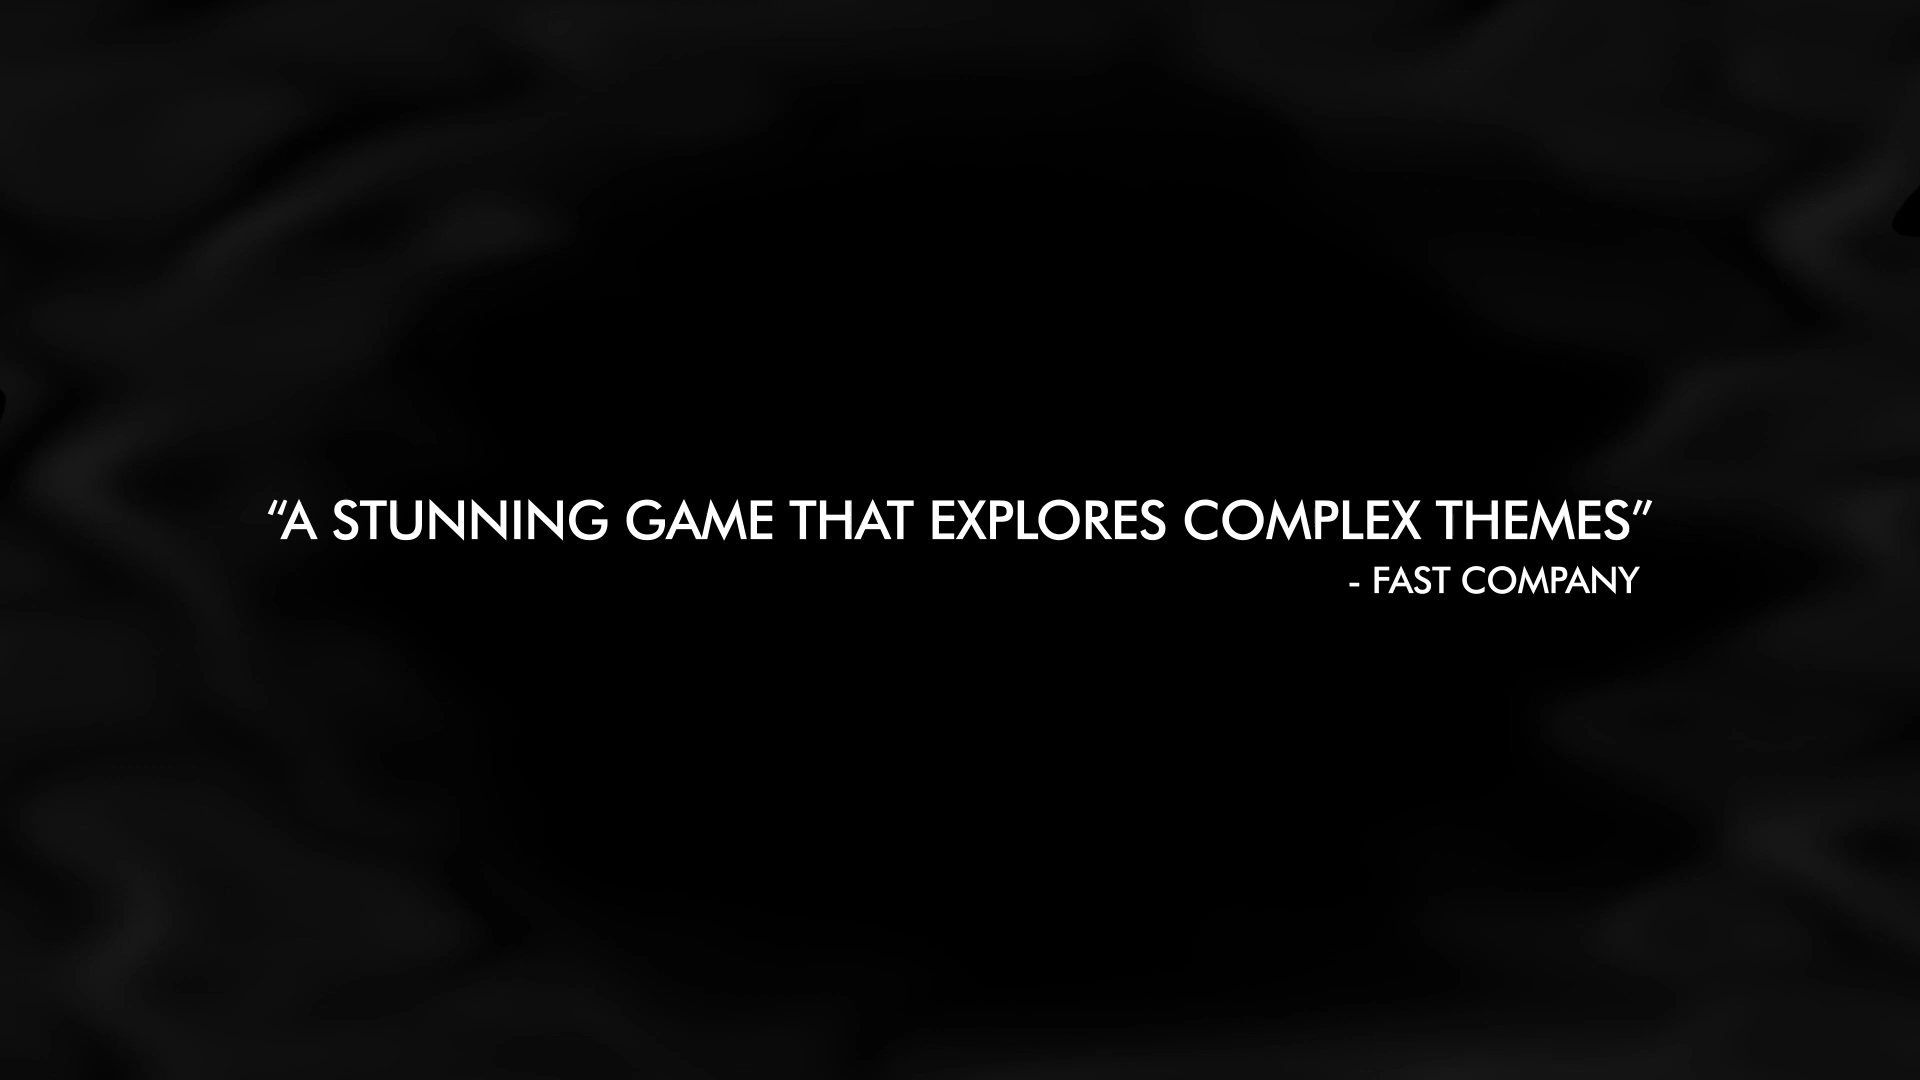 “A STUNNING GAME THAT EXPLORES COMPLEX THEMES”
- FAST COMPANY